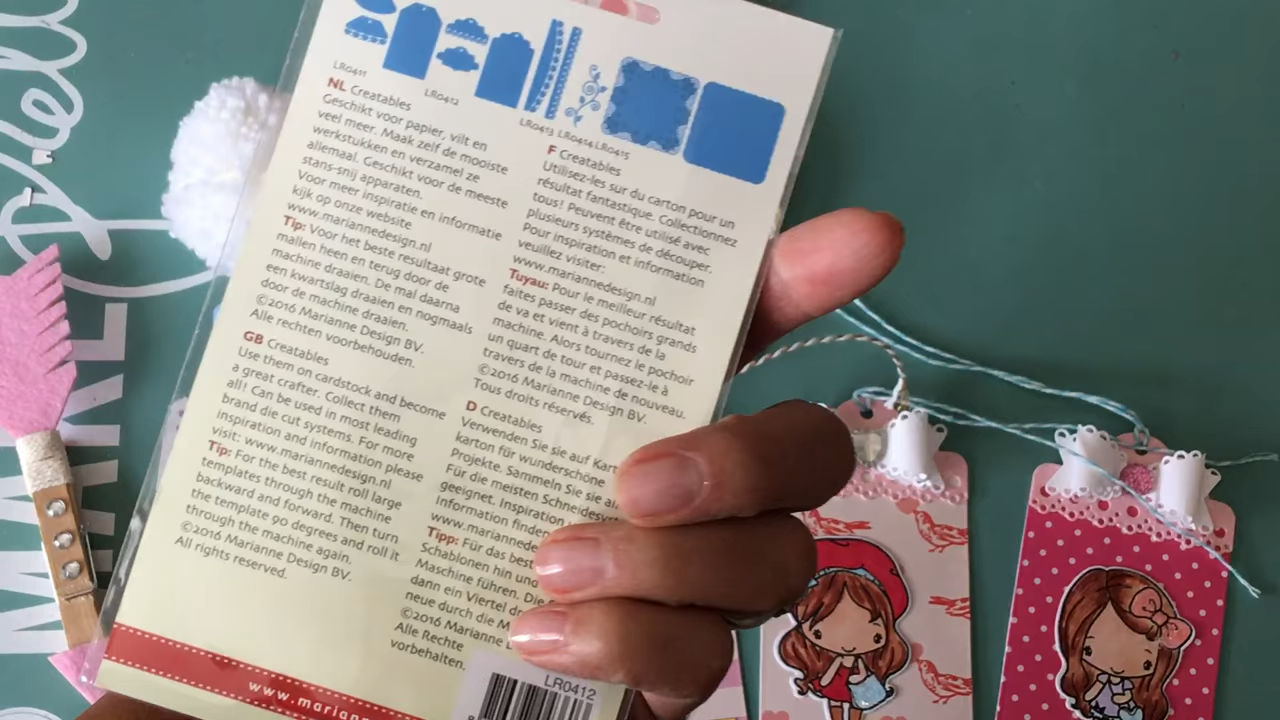 LR0411
LR0412
LR0413 LR0414 LR0415
NL Creatables
Geschikt voor papier, vilt en
veel meer. Maak zelf de mooiste
werkstukken en verzamel ze
allemaal. Geschikt voor de meeste
stans-snij apparaten.
Voor meer inspiratie en informatie
kijk op onze website
www.mariannedesign.nl
Tip: Voor het beste resultaat grote
mallen heen en terug door de
machine draaien. De mal daarna
een kwartslag draaien en nogmaals
door de machine draaien.
©2016 Marianne Design BV.
Alle rechten voorbehouden.
GB Creatables
Use them on cardstock and become
a great crafter. Collect them
all! Can be used in most leading
brand die cut systems. For more
inspiration and information please
visit: www.mariannedesign.nl
Tip: For the best result roll large
templates through the machine
backward and forward. Then turn
the template 90 degrees and roll it
through the machine again.
©2016 Marianne Design BV.
All rights reserved.
F Creatables
Utilisez-les sur du carton pour un
résultat fantastique. Collectionnez
tous! Peuvent être utilisé avec
plusieurs systèmes de découper.
Pour inspiration et information
veuillez visiter:
www.mariannedesign.nl
Tuyau: Pour le meilleur résultat
faites passer des pochoirs grands
de va et vient à travers de la
machine. Alors tournez le pochoir
un quart de tour et passez-le à
travers de la machine de nouveau.
©2016 Marianne Design BV.
Tous droits réservés.
D Creatables
Verwenden Sie sie auf Kart
karton für wunderschöne
Projekte. Sammeln Sie sie
Für die meisten
geeignet. Inspiration
Information finden
www.mariannede
Tipp: Für das best
Schablonen hin und
Maschine führen. Die
dann ein Viertel
neue durch die M
©2016 Marianne
Alle Rechte
vorbehalten.
LR0412
www.marian
MAKE